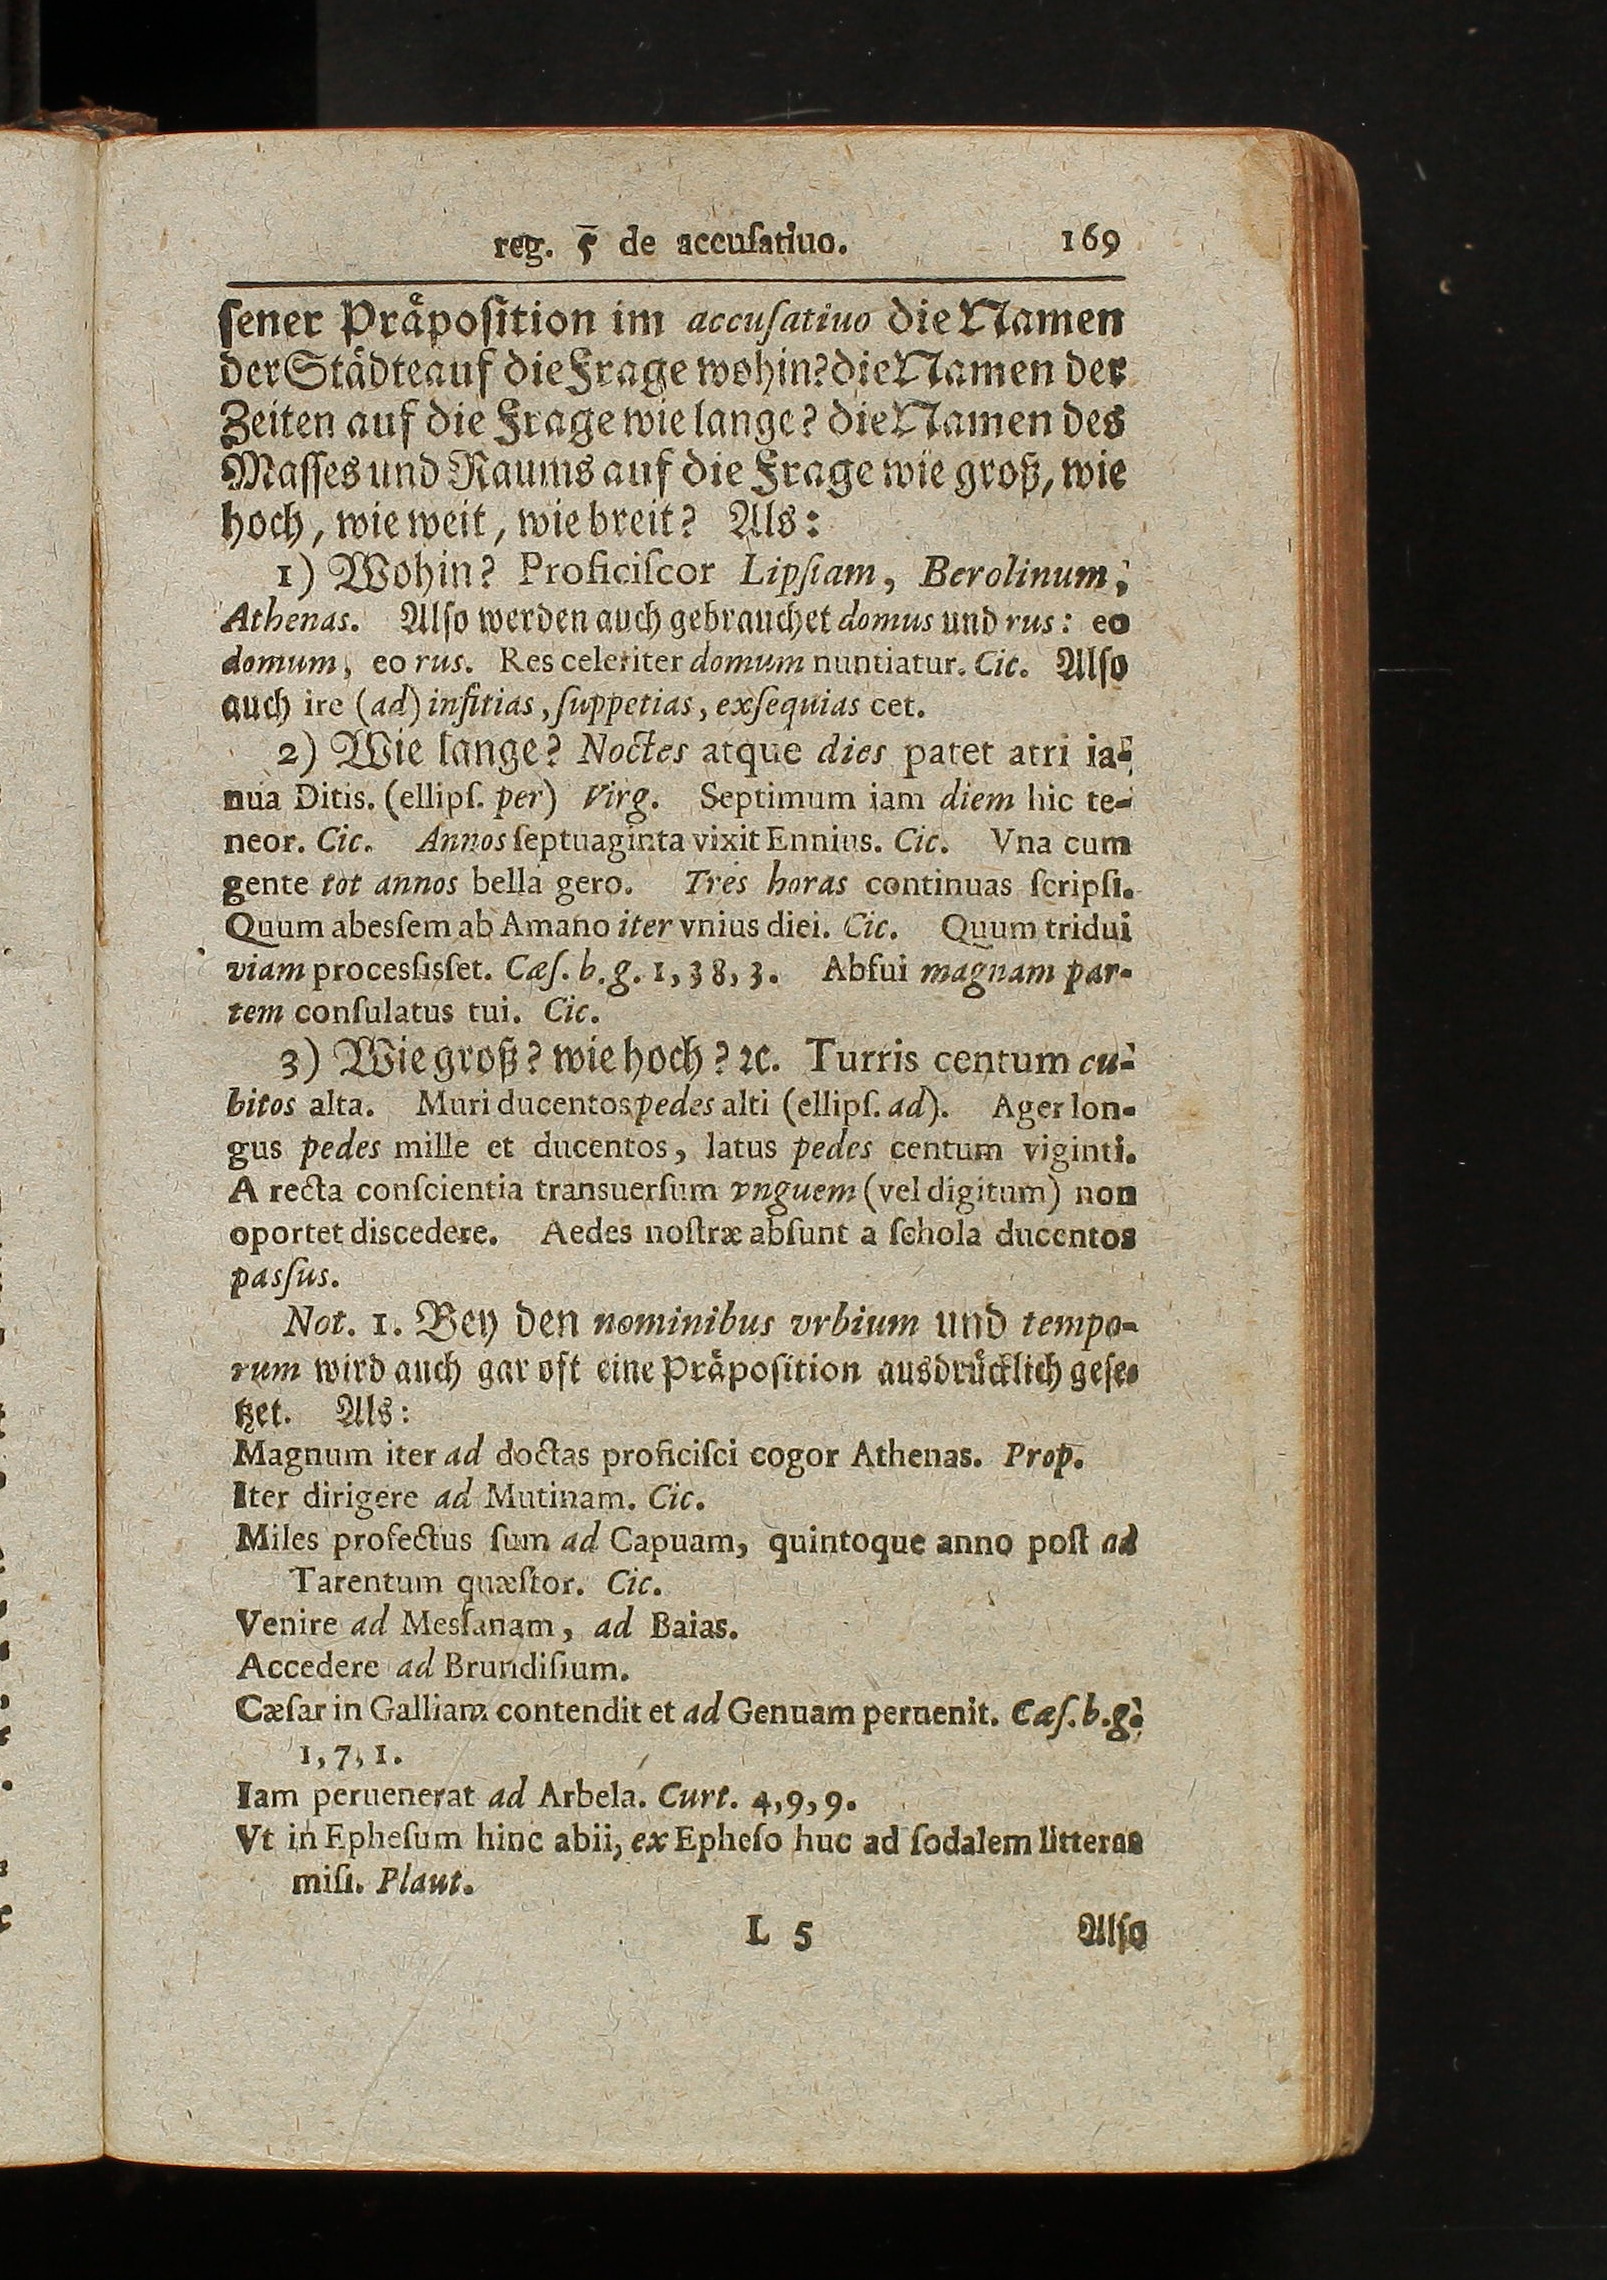 reg. 5 de accuſatiuo. 169
ſener Praͤpoſition im accuſatiuo die Namen
der Staͤdte auf die Frage wohin? die Namen der
Zeiten auf die Frage wie lange? die Namen des
Maſſes und Raums auf die Frage wie groß, wie
hoch, wie weit, wie breit? Als:
1) Wohin? Proficiſcor Lipſiam, Berolinum,
Athenas. Alſo werden auch gebrauchet domus und rus: eo
domum, eo rus. Res celeriter domum nuntiatur. Cic. Alſo
auch ire (ad) inſitias, ſuppetias, exſequias cet.
2) Wie lange? Noctes atque dies patet atri ia-
nua Ditis. (ellipſ. per) Virg. Septimum iam diem hic te-
neor. Cic. Annos ſeptuaginta vixit Ennius. Cic. Vna cum
gente tot annos bella gero. Tres horas continuas ſcripſi.
Quum abesſem ab Amano iter vnius diei. Cic. Quum tridui
viam procesſisſet. Cæſ. b. g. 1, 38, 3. Abfui magnam par-
tem conſulatus tui. Cic.
3) Wie groß? wie hoch? ꝛc. Turris centum cu-
bitos alta. Muri ducentos pedes alti (ellipſ. ad). Ager lon-
gus pedes mille et ducentos, latus pedes centum viginti.
A recta conſcientia transuerſum vnguem (vel digitum) non
oportet discedere. Aedes noſtræ abſunt a ſchola ducentos
pasſus.
Not. 1. Bey den nominibus vrbium und tempo-
rum wird auch gar oft eine Praͤpoſition ausdruͤcklich geſe-
tzet. Als:
Magnum iter ad doctas proficiſci cogor Athenas. Prop.
Iter dirigere ad Mutinam. Cic.
Miles profectus ſum ad Capuam, quintoque anno poſt ad
Tarentum quæſtor. Cic.
Venire ad Mesſanam, ad Baias.
Accedere ad Brundiſium.
Cæſar in Galliam contendit et ad Genuam peruenit. Cæſ. b. g.
1, 7, 1.
Iam peruenerat ad Arbela. Curt. 4, 9, 9.
Vt in Epheſum hinc abii, ex Epheſo huc ad ſodalem litteras
miſi. Plaut.
L 5 Alſo